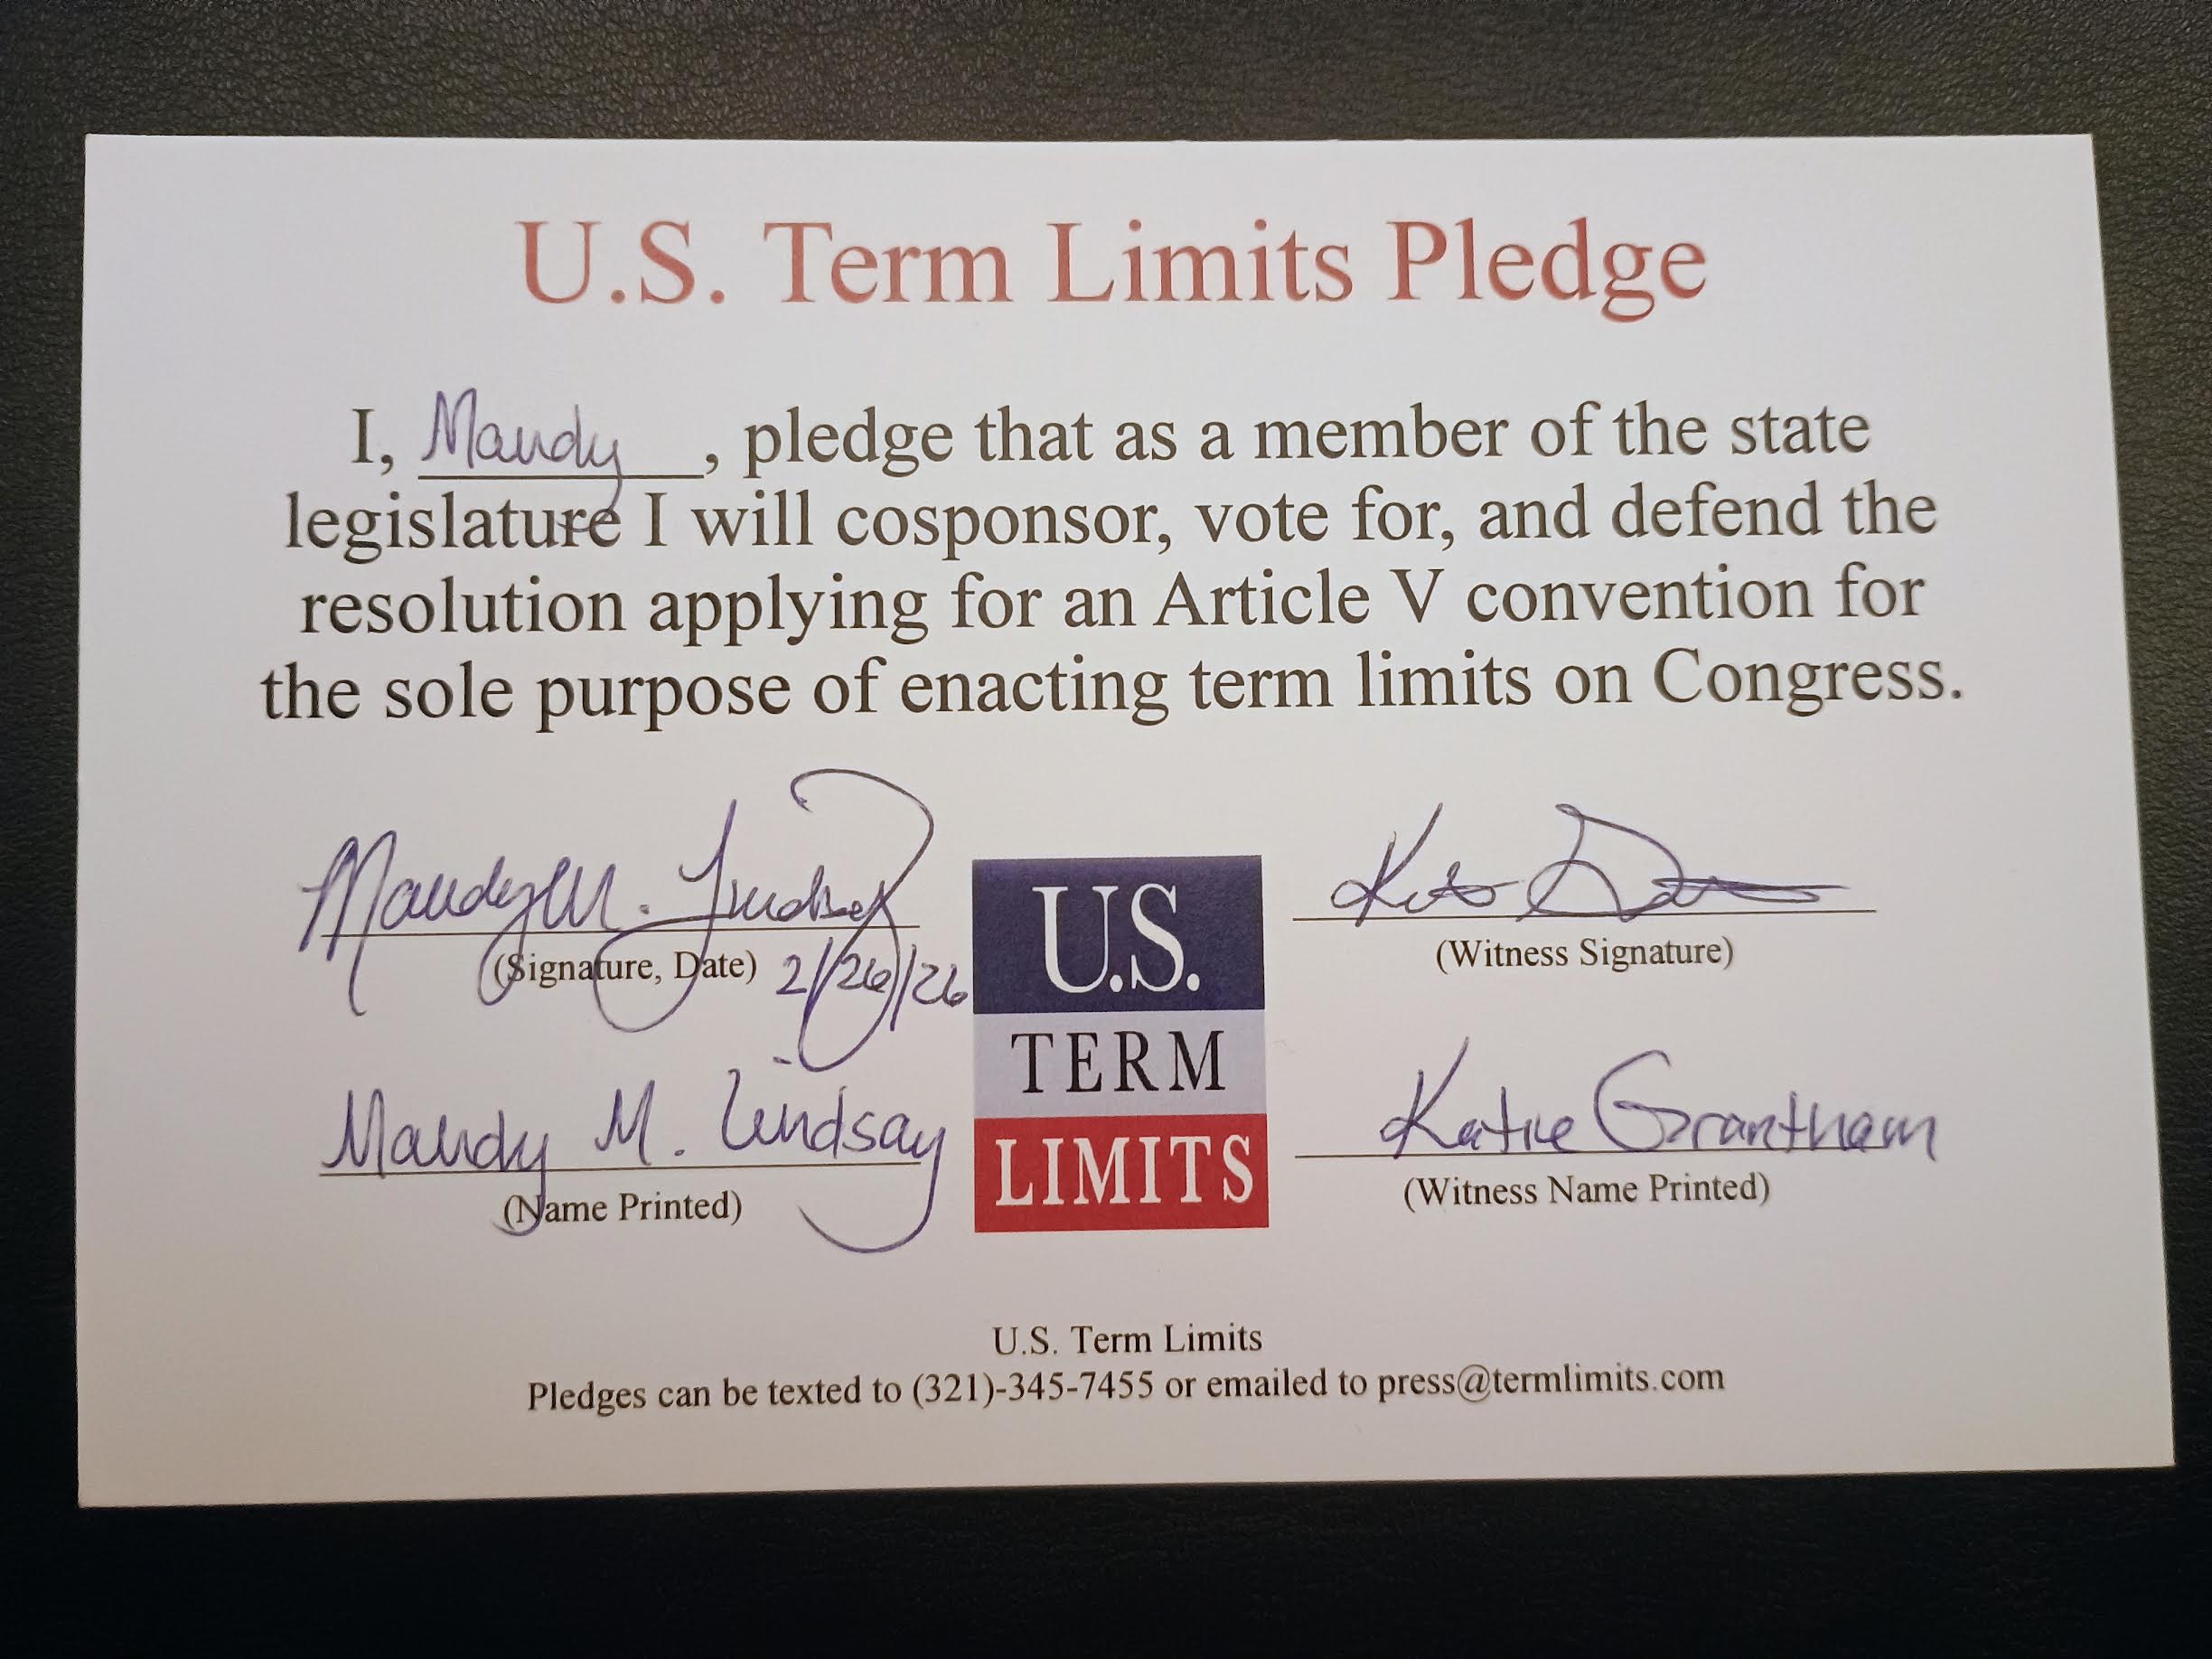 U.S. Term Limits Pledge
I, Mandy, pledge that as a member of the state
legislature I will cosponsor, vote for, and defend the
resolution applying for an Article V convention for
the sole purpose of enacting term limits on Congress.
Mandy M. Lindsay
(Signature, Date) 2/26/26
(Witness Signature)
Mandy M. Lindsay
(Name Printed)
U.S.
TERM
LIMITS
Katie Grantham
(Witness Name Printed)
U.S. Term Limits
Pledges can be texted to (321)-345-7455 or emailed to press@termlimits.com